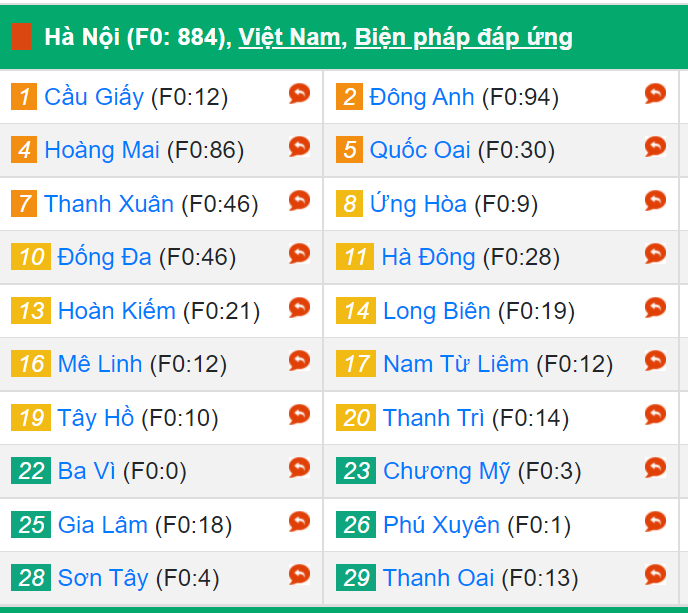 Hà Nội (F0: 884), Việt Nam, Biện pháp đáp ứng
1 Cầu Giấy (F0:12) 2 Đông Anh (F0:94)
4 Hoàng Mai (F0:86) 5 Quốc Oai (F0:30)
7 Thanh Xuân (F0:46) 8 Ứng Hòa (F0:9)
10 Đống Đa (F0:46) 11 Hà Đông (F0:28)
13 Hoàn Kiếm (F0:21) 14 Long Biên (F0:19)
16 Mê Linh (F0:12) 17 Nam Từ Liêm (F0:12)
19 Tây Hồ (F0:10) 20 Thanh Trì (F0:14)
22 Ba Vì (F0:0) 23 Chương Mỹ (F0:3)
25 Gia Lâm (F0:18) 26 Phú Xuyên (F0:1)
28 Sơn Tây (F0:4) 29 Thanh Oai (F0:13)